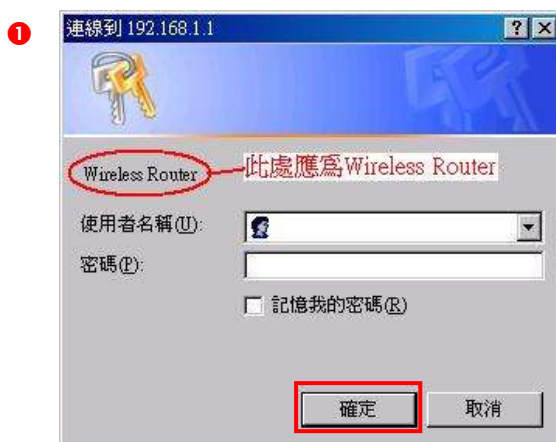 ❶
連線到 192.168.1.1
Wireless Router
此處應為Wireless Router
使用者名稱(U):
密碼(P):
記憶我的密碼(R)
確定
取消